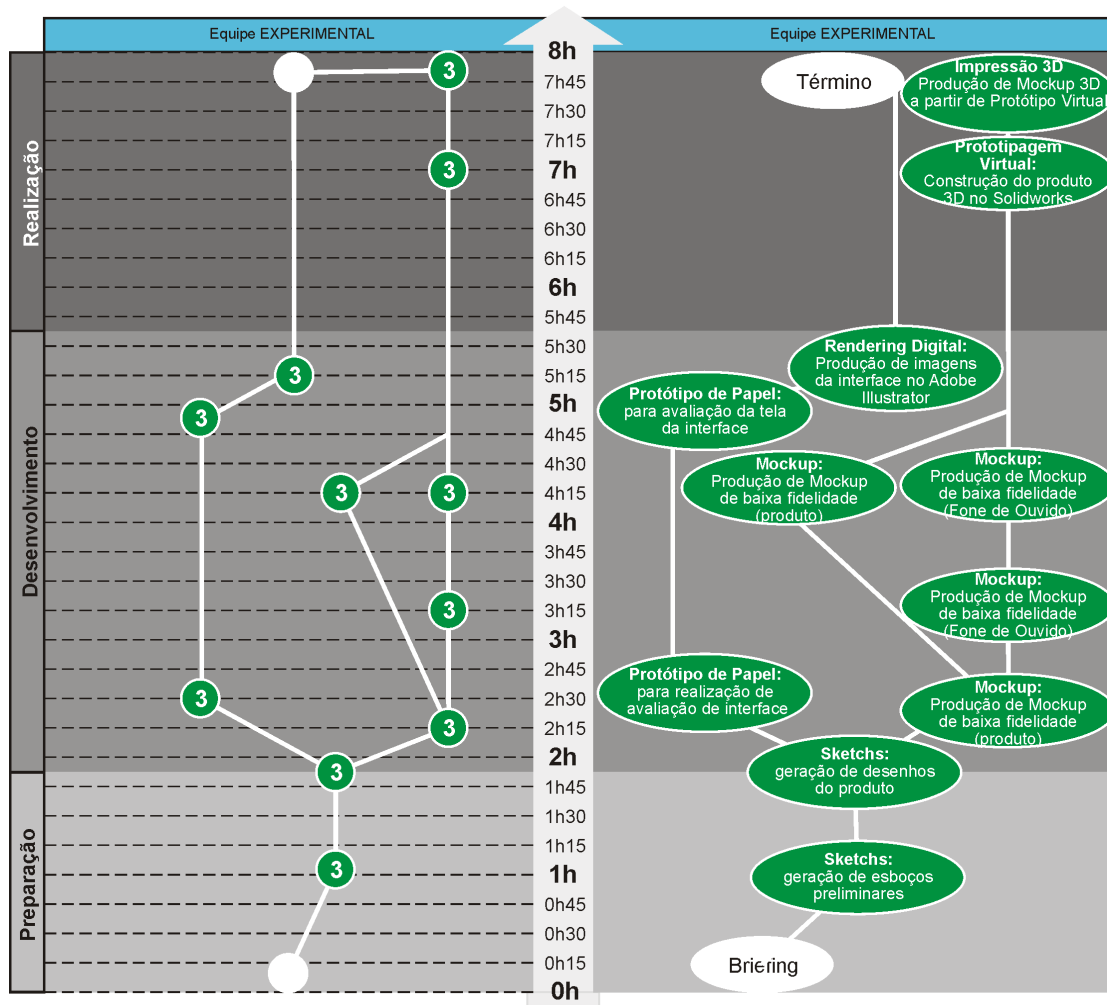 Equipe EXPERIMENTAL
Equipe EXPERIMENTAL
Realização
Desenvolvimento
Preparação
3
3
3
3
3
3
3
3
3
3
3
8h
7h45
7h30
7h15
7h
6h45
6h30
6h15
6h
5h45
5h30
5h15
5h
4h45
4h30
4h15
4h
3h45
3h30
3h15
3h
2h45
2h30
2h15
2h
1h45
1h30
1h15
1h
0h45
0h30
0h15
0h
Término
Impressão 3D
Produção de Mockup 3D
a partir de Protótipo Virtual
Prototipagem
Virtual:
Construção do produto
3D no Solidworks
Rendering Digital:
Produção de imagens
da interface no Adobe
Illustrator
Protótipo de Papel:
para avaliação da tela
da interface
Mockup:
Produção de Mockup
de baixa fidelidade
(produto)
Mockup:
Produção de Mockup
de baixa fidelidade
(Fone de Ouvido)
Mockup:
Produção de Mockup
de baixa fidelidade
(Fone de Ouvido)
Protótipo de Papel:
para realização de
avaliação de interface
Mockup:
Produção de Mockup
de baixa fidelidade
(produto)
Sketchs:
geração de desenhos
do produto
Sketchs:
geração de esboços
preliminares